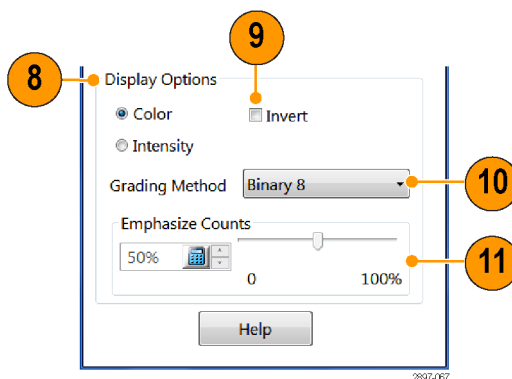 9
8
Display Options
Color
Invert
Intensity
Grading Method
Binary 8
10
Emphasize Counts
50%
11
0
100%
Help
2897-067